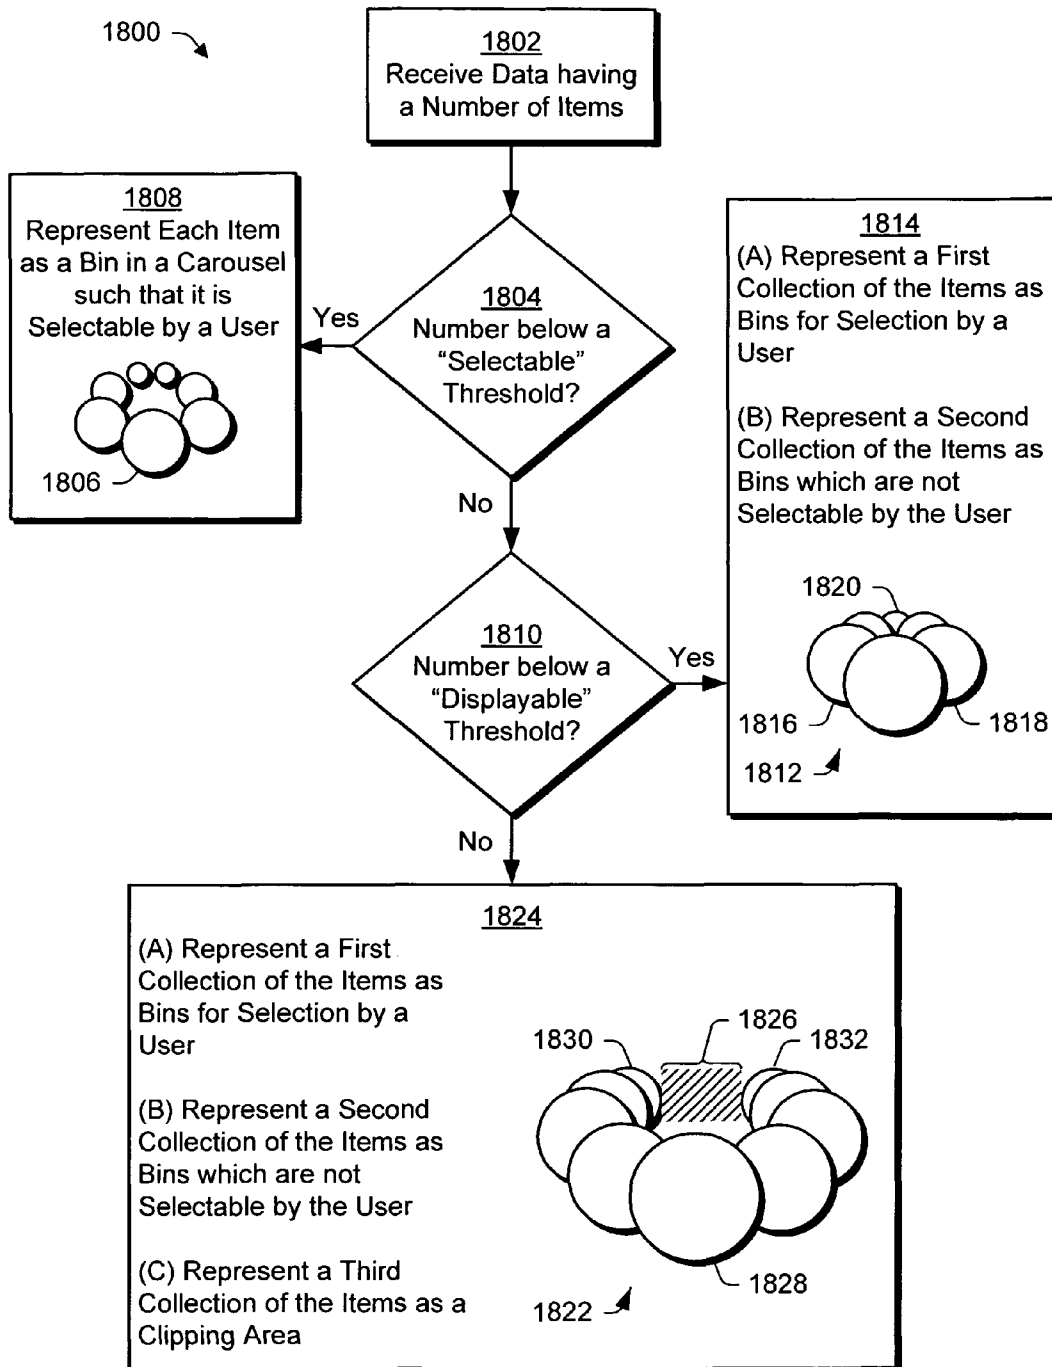 1800
1802
Receive Data having
a Number of Items
1808
Represent Each Item
as a Bin in a Carousel
such that it is
Selectable by a User
1806
Yes
1804
Number below a
“Selectable”
Threshold?
No
1814
(A) Represent a First
Collection of the Items as
Bins for Selection by a
User
(B) Represent a Second
Collection of the Items as
Bins which are not
Selectable by the User
1820
1816
1818
1812
1810
Number below a
“Displayable”
Threshold?
Yes
No
1824
(A) Represent a First
Collection of the Items as
Bins for Selection by a
User
(B) Represent a Second
Collection of the Items as
Bins which are not
Selectable by the User
(C) Represent a Third
Collection of the Items as a
Clipping Area
1826
1830
1832
1828
1822